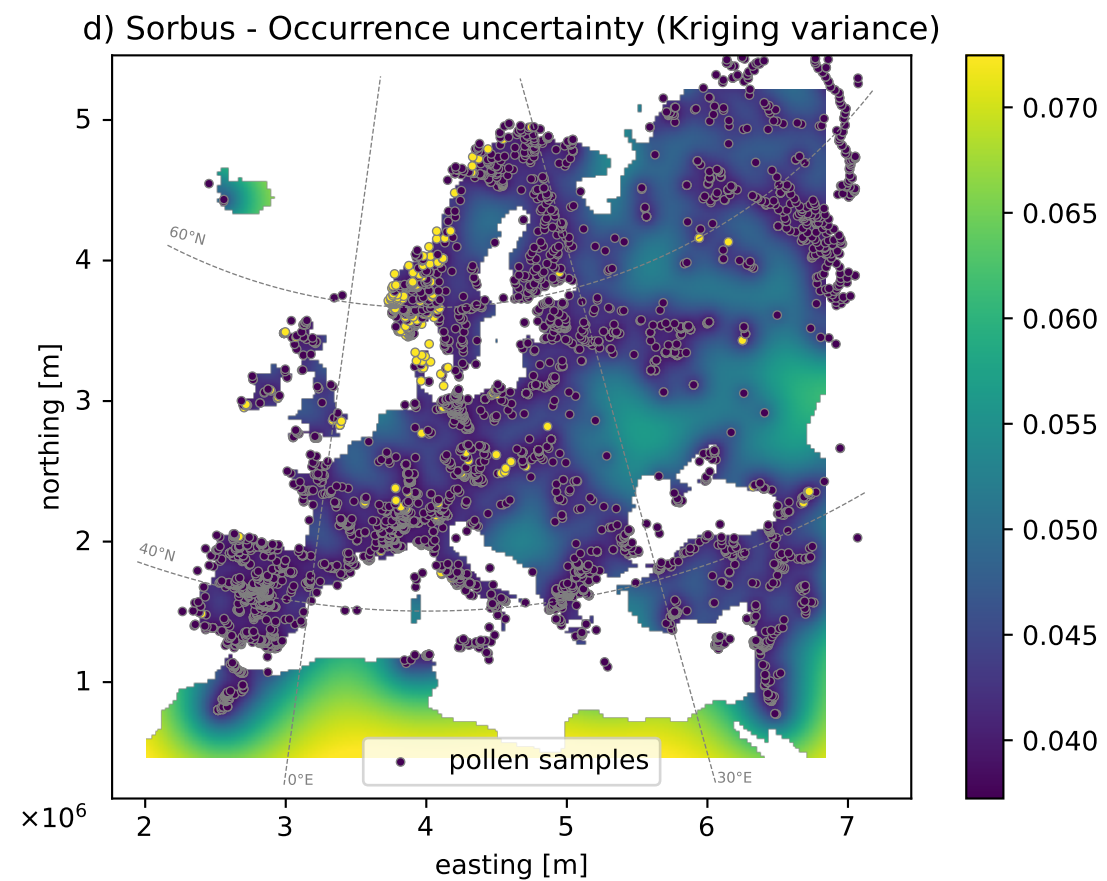 d) Sorbus - Occurrence uncertainty (Kriging variance)
5
4
3
2
1
northing [m]
×10⁶
2
3
4
5
6
7
easting [m]
60°N
40°N
0°E
30°E
pollen samples
0.070
0.065
0.060
0.055
0.050
0.045
0.040